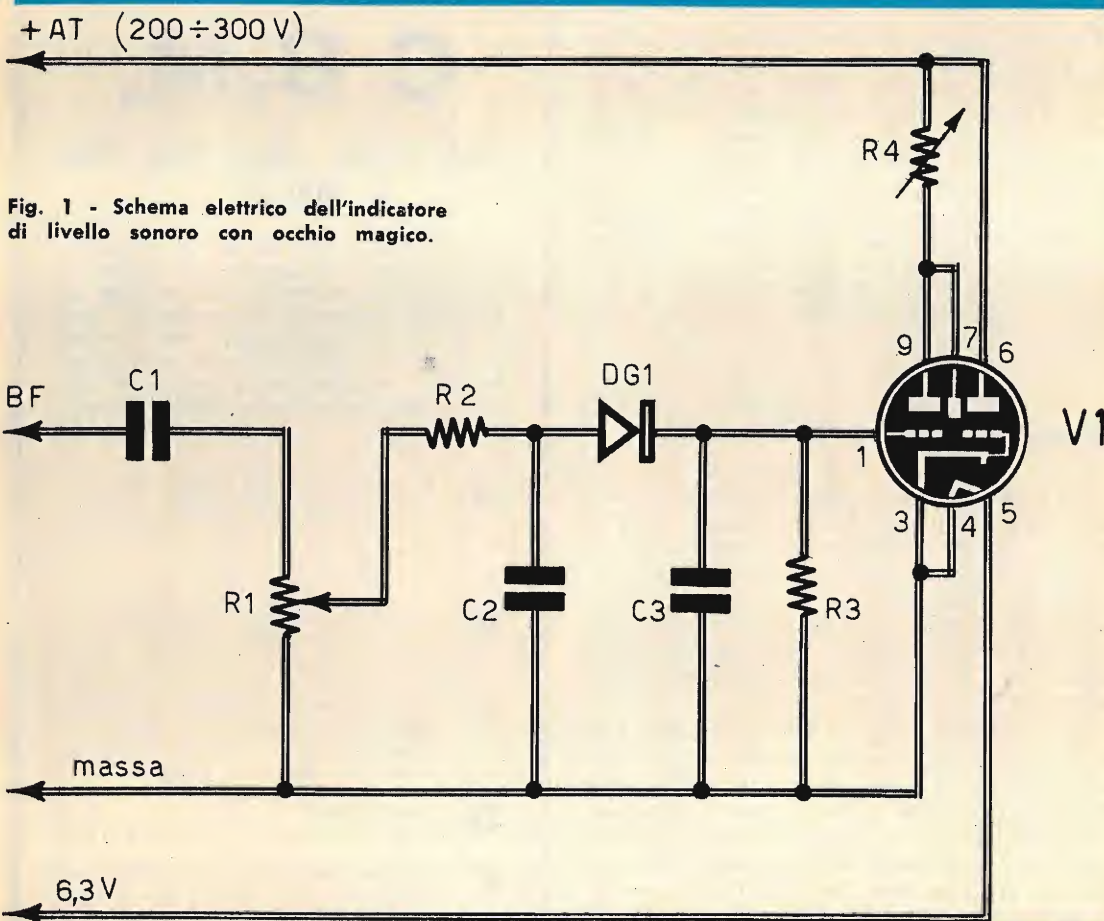 + AT (200÷300 V)
R4
Fig. 1 - Schema elettrico dell'indicatore
di livello sonoro con occhio magico.
9
7
6
BF
C1
R2
DG1
V1
1
3
4
5
R1
C2
C3
R3
massa
6,3V